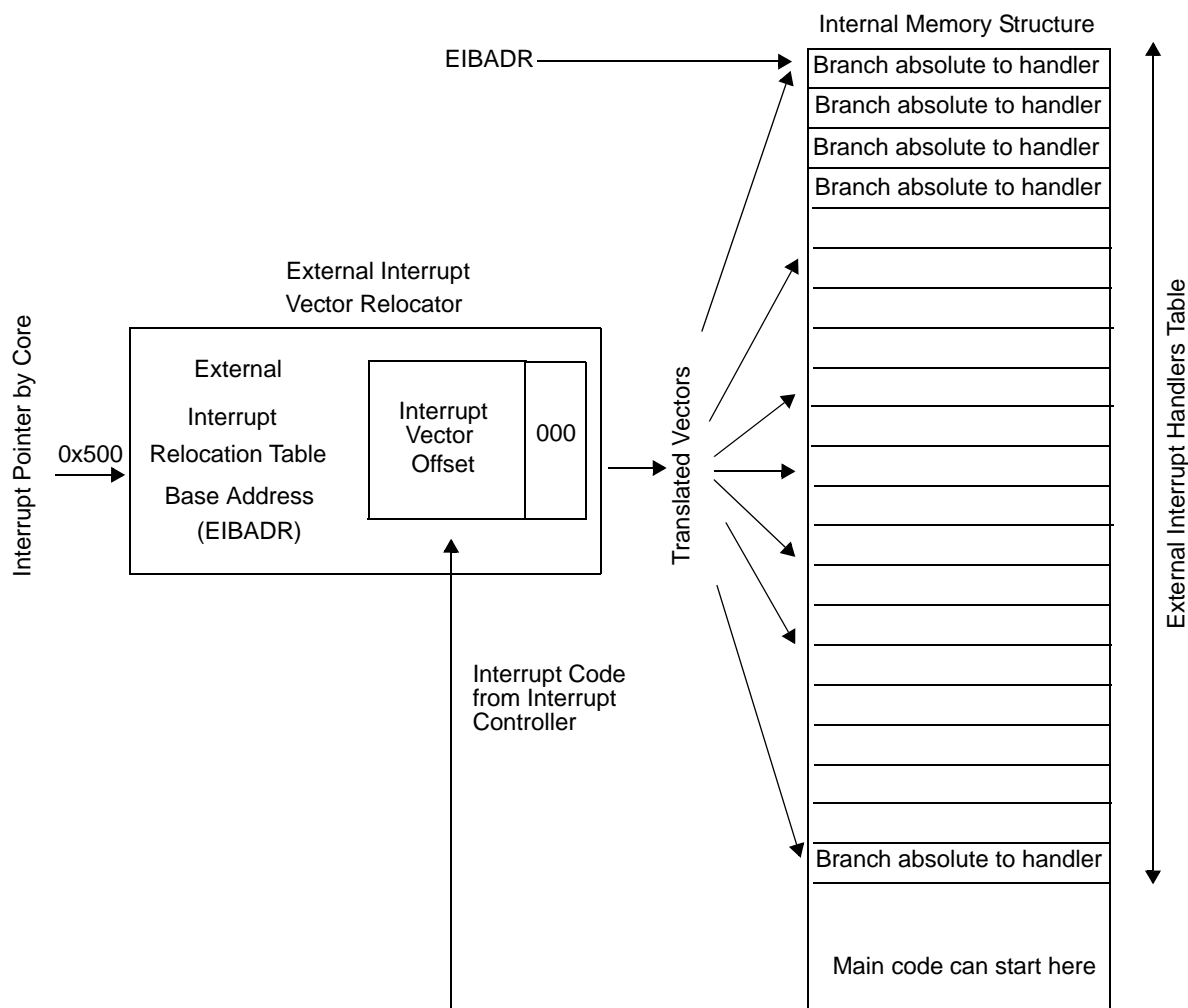 Internal Memory Structure
EIBADR
Branch absolute to handler
Branch absolute to handler
Branch absolute to handler
Branch absolute to handler
External Interrupt
Vector Relocator
Interrupt Pointer by Core
0x500
External
Interrupt
Relocation Table
Base Address
(EIBADR)
Interrupt
Vector
Offset
000
Translated Vectors
External Interrupt Handlers Table
Interrupt Code
from Interrupt
Controller
Branch absolute to handler
Main code can start here